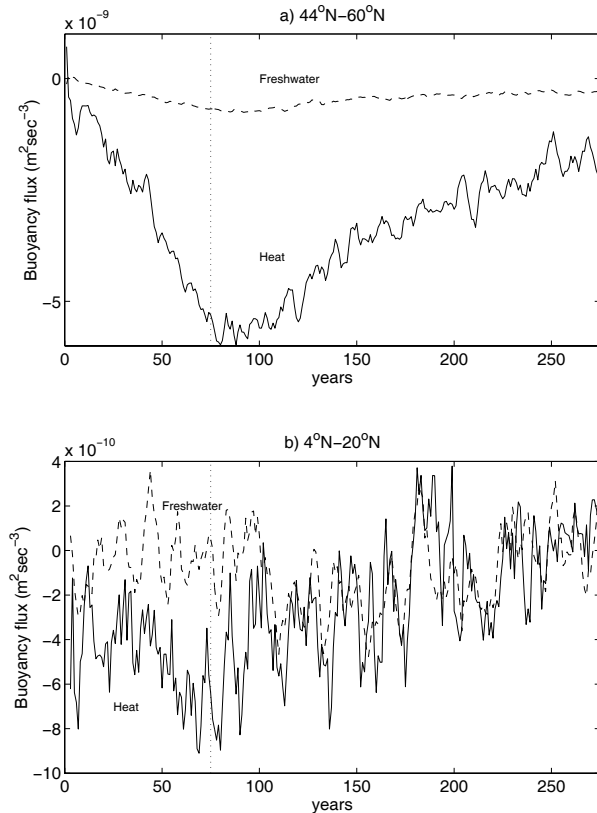 a) 44°N−60°N
x 10⁻⁹
0
−5
Buoyancy flux (m²sec⁻³)
Freshwater
Heat
0 50 100 150 200 250
years
b) 4°N−20°N
x 10⁻¹⁰
4
2
0
−2
−4
−6
−8
−10
Buoyancy flux (m²sec⁻³)
Freshwater
Heat
0 50 100 150 200 250
years